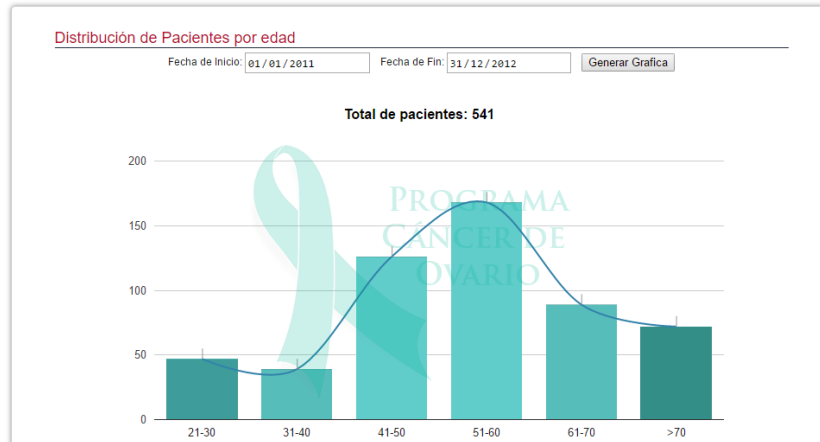 Distribución de Pacientes por edad
Fecha de Inicio: 01/01/2011 Fecha de Fin: 31/12/2012 Generar Grafica
Total de pacientes: 541
200
PROGRAMA
150
CÁNCER DE
OVARIO
100
50
0
21-30 31-40 41-50 51-60 61-70 >70